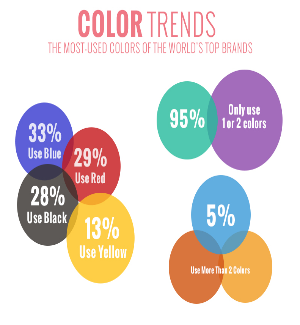 COLOR TRENDS
THE MOST-USED COLORS OF THE WORLD'S TOP BRANDS
33%
Use Blue
29%
Use Red
28%
Use Black
13%
Use Yellow
95%
Only use
1 or 2 colors
5%
Use More Than 2 Colors